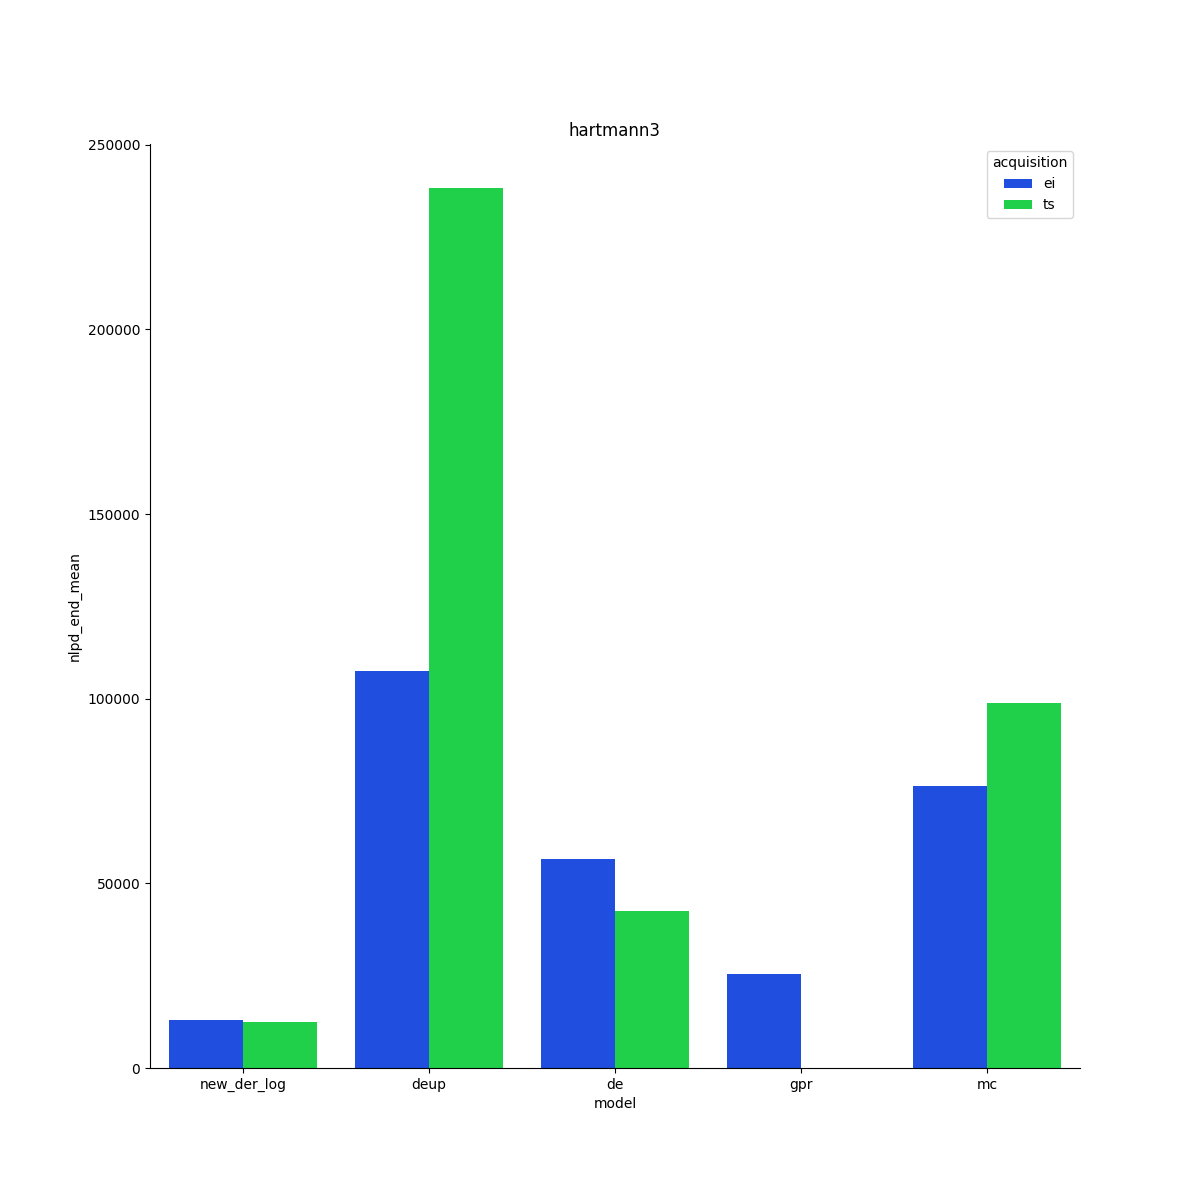 hartmann3
250000
200000
150000
100000
50000
0
nlpd_end_mean
acquisition
ei
ts
new_der_log deup de gpr mc
model